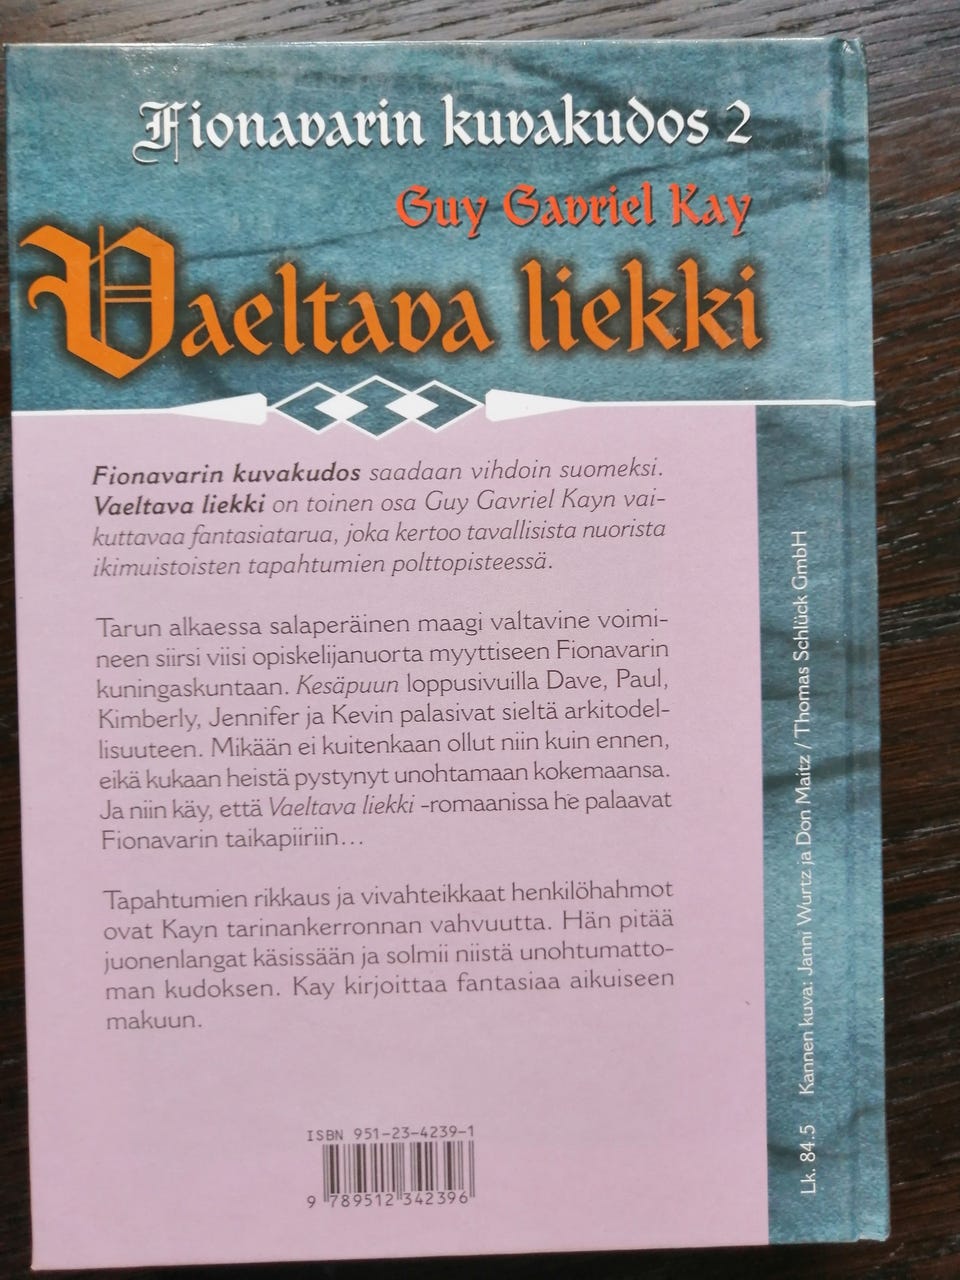 Fionavarin kuvakudos 2
Guy Gavriel Kay
Vaeltava liekki
Fionavarin kuvakudos saadaan vihdoin suomeksi.
Vaeltava liekki on toinen osa Guy Gavriel Kayn vai-
kuttavaa fantasiatarua, joka kertoo tavallisista nuorista
ikimuistoisten tapahtumien polttopisteessä.
Tarun alkaessa salaperäinen maagi valtavine voimi-
neen siirsi viisi opiskelijanuorta myyttiseen Fionavarin
kuningaskuntaan. Kesäpuun loppusivuilla Dave, Paul,
Kimberly, Jennifer ja Kevin palasivat sieltä arkitodel-
lisuuteen. Mikään ei kuitenkaan ollut niin kuin ennen,
eikä kukaan heistä pystynyt unohtamaan kokemaansa.
Ja niin käy, että Vaeltava liekki -romaanissa he palaavat
Fionavarin taikapiiriin...
Tapahtumien rikkaus ja vivahteikkaat henkilöhahmot
ovat Kayn tarinankerronnan vahvuutta. Hän pitää
juonenlangat käsissään ja solmii niistä unohtumatto-
man kudoksen. Kay kirjoittaa fantasiaa aikuiseen
makuun.
ISBN 951-23-4239-1
9 789512 342396
Lk. 84.5 Kannen kuva: Janni Wurtz ja Don Maitz / Thomas Schlück GmbH